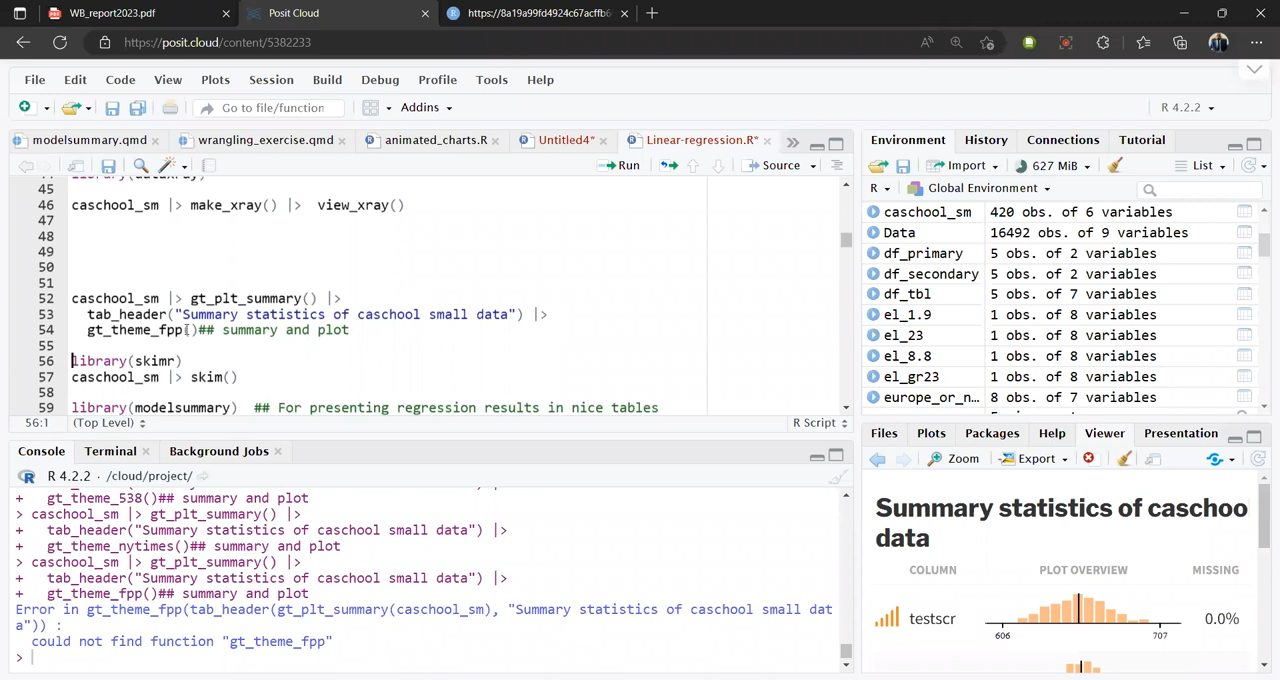 WB_report2023.pdf
Posit Cloud
https://8a19a99fd4924c67acffb6
https://posit.cloud/content/5382233
File Edit Code View Plots Session Build Debug Profile Tools Help
Go to file/function
Addins
R 4.2.2
modelsummary.qmd
wrangling_exercise.qmd
animated_charts.R
Untitled4*
Linear-regression.R*
Run
Source
45
46 caschool_sm |> make_xray() |>  view_xray()
47
48
49
50
51
52 caschool_sm |> gt_plt_summary() |>
53   tab_header("Summary statistics of caschool small data") |>
54   gt_theme_fpp()## summary and plot
55
56 library(skimr)
57 caschool_sm |> skim()
58
59 library(modelsummary)  ## For presenting regression results in nice tables
56:1 (Top Level) R Script
Console Terminal Background Jobs
R 4.2.2 · /cloud/project/
+   gt_theme_538()## summary and plot
> caschool_sm |> gt_plt_summary() |>
+   tab_header("Summary statistics of caschool small data") |>
+   gt_theme_nytimes()## summary and plot
> caschool_sm |> gt_plt_summary() |>
+   tab_header("Summary statistics of caschool small data") |>
+   gt_theme_fpp()## summary and plot
Error in gt_theme_fpp(tab_header(gt_plt_summary(caschool_sm), "Summary statistics of caschool small dat
a")) :
  could not find function "gt_theme_fpp"
>
Environment History Connections Tutorial
Import 627 MiB List
R Global Environment
caschool_sm 420 obs. of 6 variables
Data 16492 obs. of 9 variables
df_primary 5 obs. of 2 variables
df_secondary 5 obs. of 2 variables
df_tbl 5 obs. of 7 variables
el_1.9 1 obs. of 8 variables
el_23 1 obs. of 8 variables
el_8.8 1 obs. of 8 variables
el_gr23 1 obs. of 8 variables
europe_or_n… 8 obs. of 7 variables
Files Plots Packages Help Viewer Presentation
Zoom Export
Summary statistics of caschoo
data
COLUMN PLOT OVERVIEW MISSING
testscr 0.0%
606 707